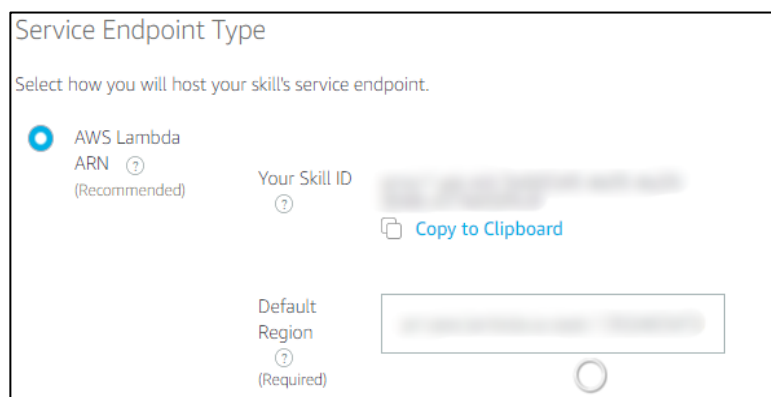 Service Endpoint Type
Select how you will host your skill's service endpoint.
AWS Lambda
ARN ?
(Recommended)
Your Skill ID
?
Copy to Clipboard
Default
Region
?
(Required)